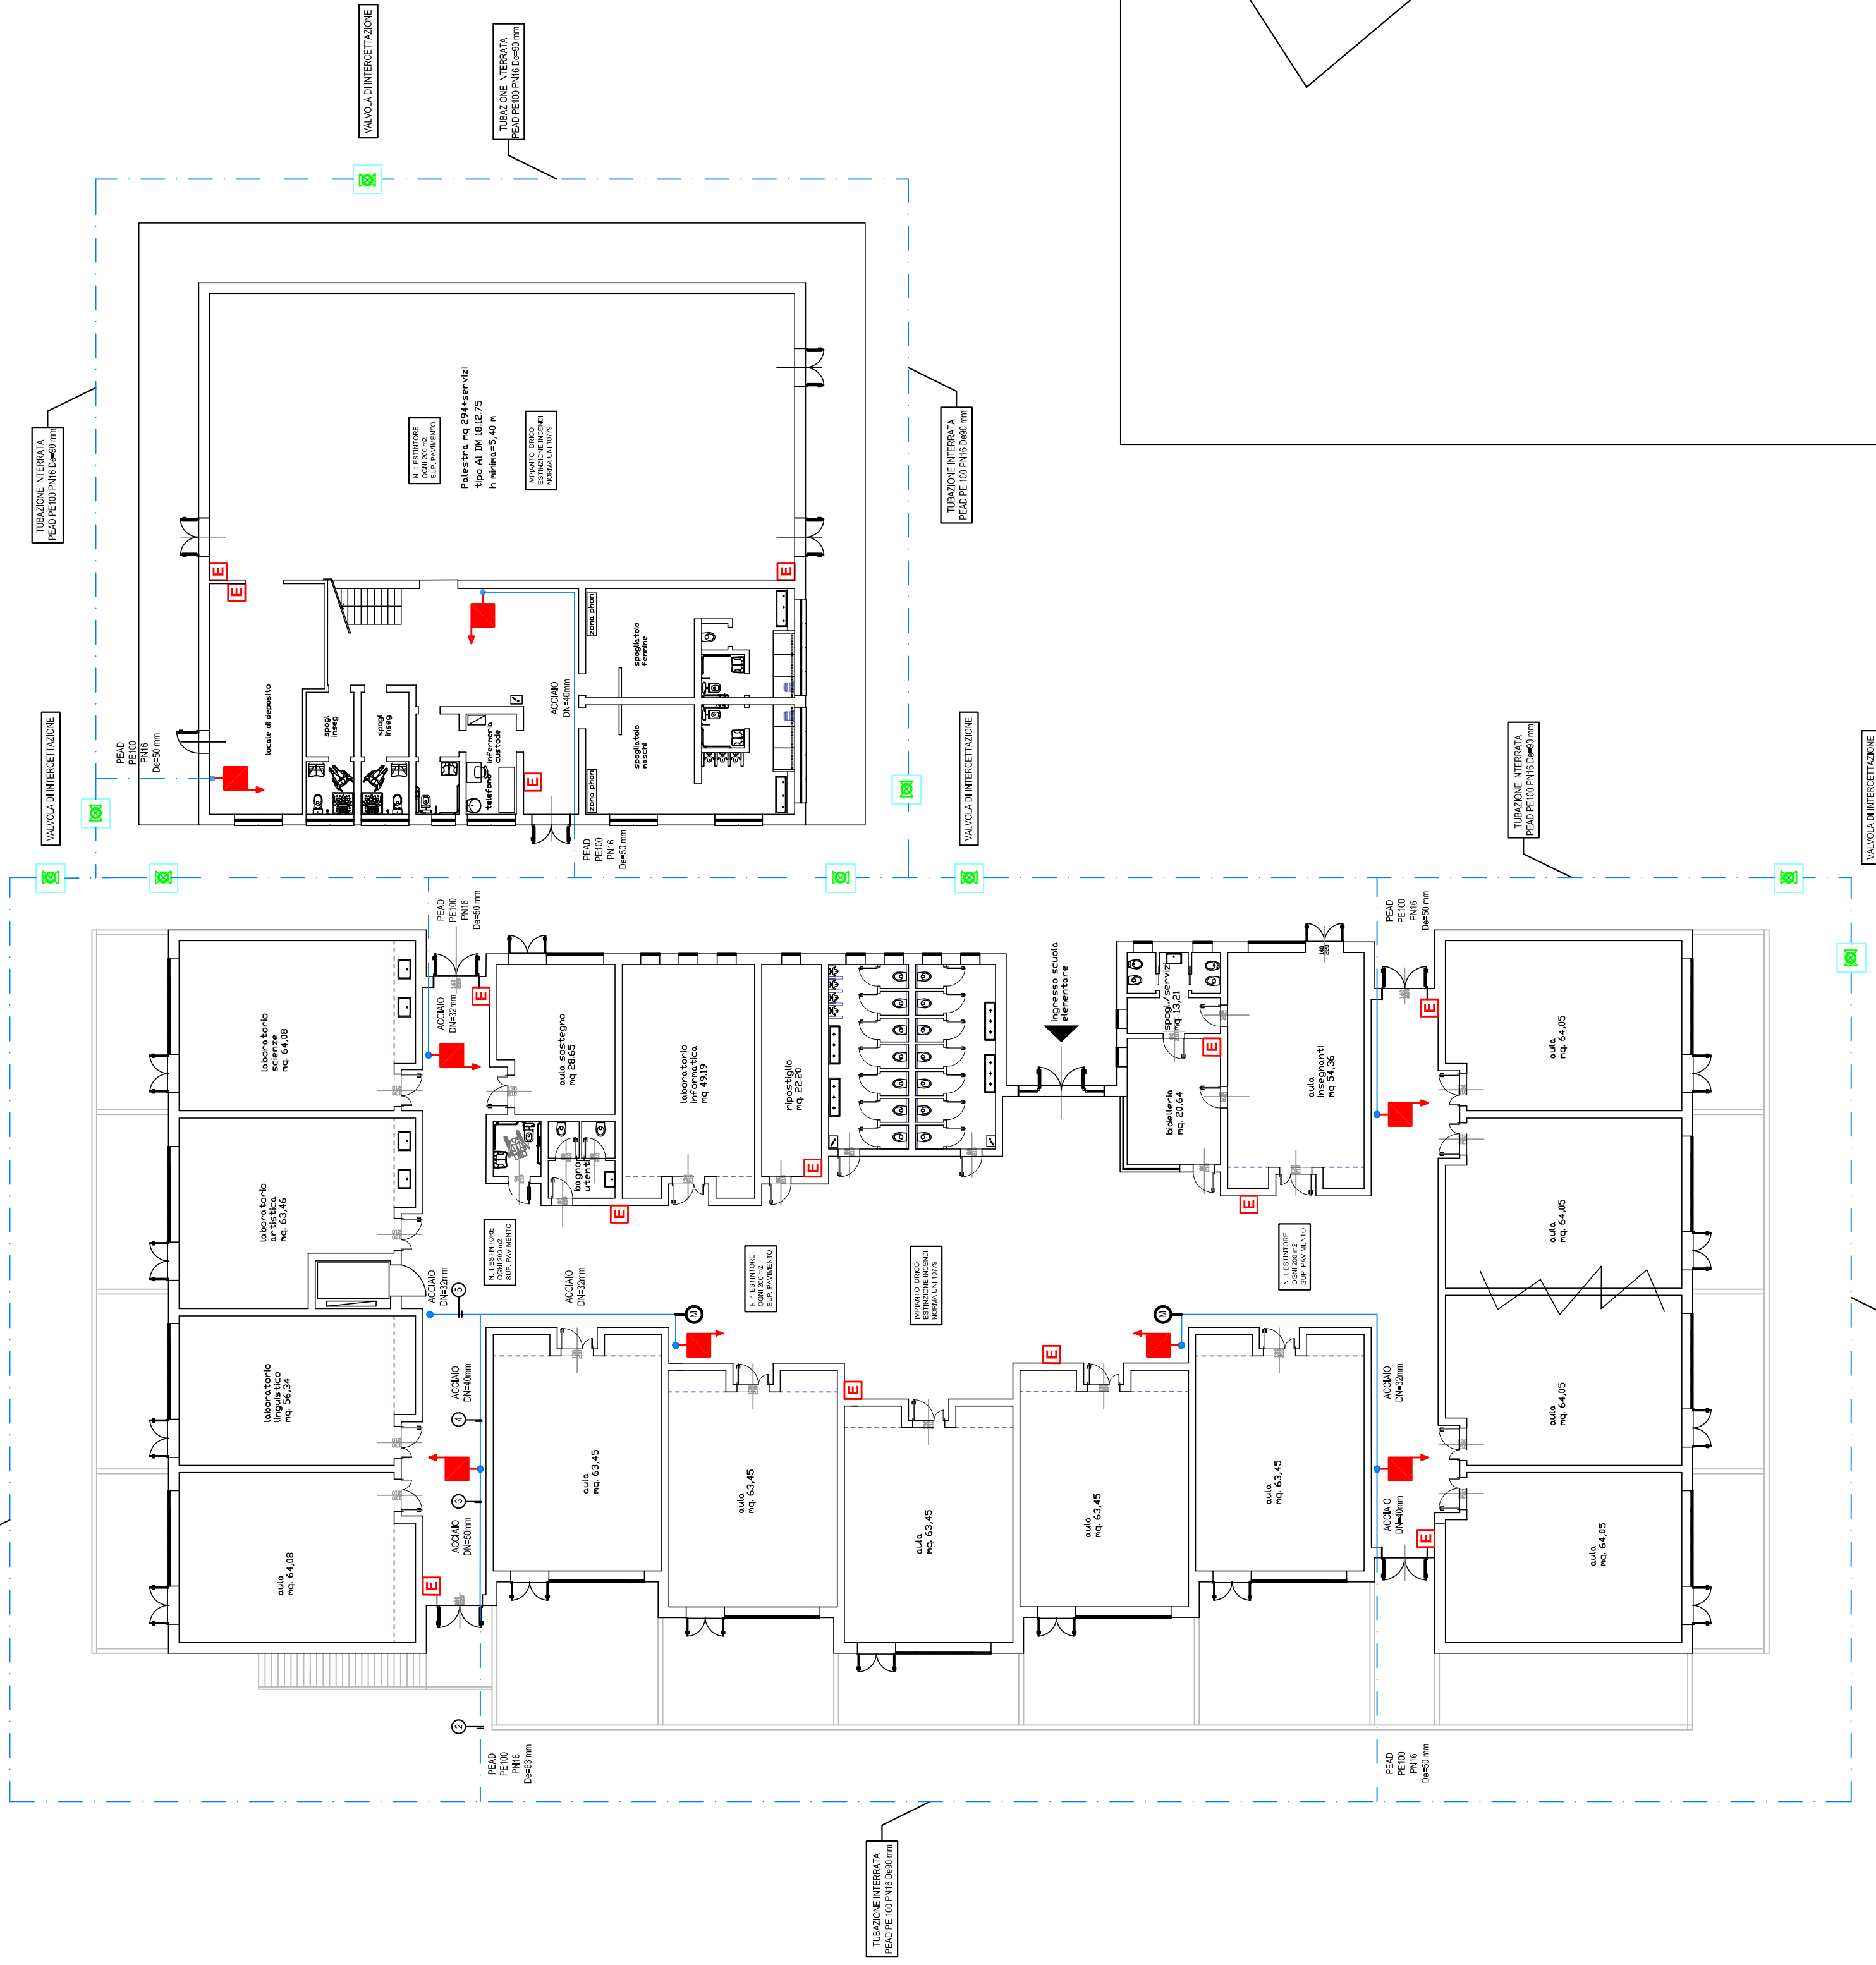 VALVOLA DI INTERCETTAZIONE
TUBAZIONE INTERRATA
PEAD PE100 PN16 De=90 mm
TUBAZIONE INTERRATA
PEAD PE100 PN16 De=90 mm
N. 1 ESTINTORE
OGNI 200 m2
SUP. PAVIMENTO
Palestra mq 294+servizi
tipo A1 DM 18.12.75
h minima=5,40 m
IMPIANTO IDRICO
ESTINZIONE INCENDI
NORMA UNI 10779
TUBAZIONE INTERRATA
PEAD PE 100 PN16 De90 mm
E
E
E
VALVOLA DI INTERCETTAZIONE
PEAD
PE100
PN16
De=50 mm
locale di deposito
spogl
inseg
spogl
inseg
telefono
infermeria
custode
E
ACCIAIO
DN=40mm
zona phon
zona phon
spogliatoio
femmine
spogliatoio
maschi
PEAD
PE100
PN16
De=50 mm
VALVOLA DI INTERCETTAZIONE
TUBAZIONE INTERRATA
PEAD PE100 PN16 De=90 mm
VALVOLA DI INTERCETTAZIONE
PEAD
PE100
PN16
De=50 mm
PEAD
PE100
PN16
De=50 mm
laboratorio
scienze
mq. 64,08
ACCIAIO
DN=32mm
E
aula sostegno
mq 28.65
laboratorio
informatica
mq 49.19
ripostiglio
mq. 22.20
ingresso scuola
elementare
spogl./servizi
mq. 13,21
E
bidelleria
mq. 20,64
aula
insegnanti
mq 54,36
140
220
E
aula
mq. 64,05
laboratorio
artistica
mq. 63,46
bagno
utenti
E
E
E
aula
mq. 64,05
N. 1 ESTINTORE
OGNI 200 m2
SUP. PAVIMENTO
N. 1 ESTINTORE
OGNI 200 m2
SUP. PAVIMENTO
IMPIANTO IDRICO
ESTINZIONE INCENDI
NORMA UNI 10779
N. 1 ESTINTORE
OGNI 200 m2
SUP. PAVIMENTO
ACCIAIO
DN=32mm
5
ACCIAIO
DN=32mm
M
M
laboratorio
linguistico
mq. 56,34
ACCIAIO
DN=40mm
4
E
E
ACCIAIO
DN=32mm
aula
mq. 64,05
3
aula
mq. 63,45
aula
mq. 63,45
aula
mq. 63,45
aula
mq. 63,45
aula
mq. 63,45
aula
mq. 64,08
ACCIAIO
DN=50mm
E
ACCIAIO
DN=40mm
E
aula
mq. 64,05
2
PEAD
PE100
PN16
De=63 mm
PEAD
PE100
PN16
De=50 mm
TUBAZIONE INTERRATA
PEAD PE 100 PN16 De90 mm